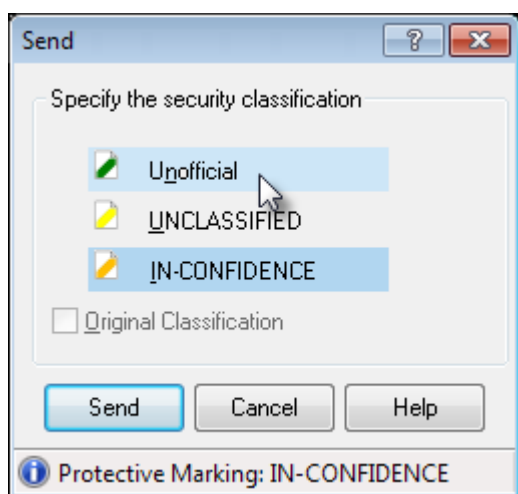 Send
Specify the security classification
Unofficial
UNCLASSIFIED
IN-CONFIDENCE
Original Classification
Send Cancel Help
Protective Marking: IN-CONFIDENCE